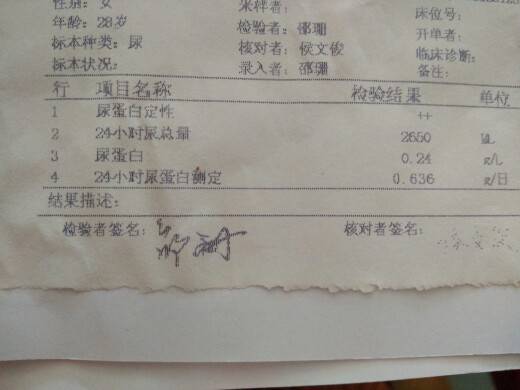 性别：女 采样者：
年龄：28岁 检验者：邵珊 床位号：
标本种类：尿 核对者：侯文俊 开单者：
标本状况： 录入者：邵珊 临床诊断：
备注：
行 项目名称 检验结果 单位
1 尿蛋白定性 ++
2 24小时尿总量 2650 ML
3 尿蛋白 0.24 g/L
4 24小时尿蛋白测定 0.636 g/日
结果描述：
检验者签名： 邵珊 核对者签名：